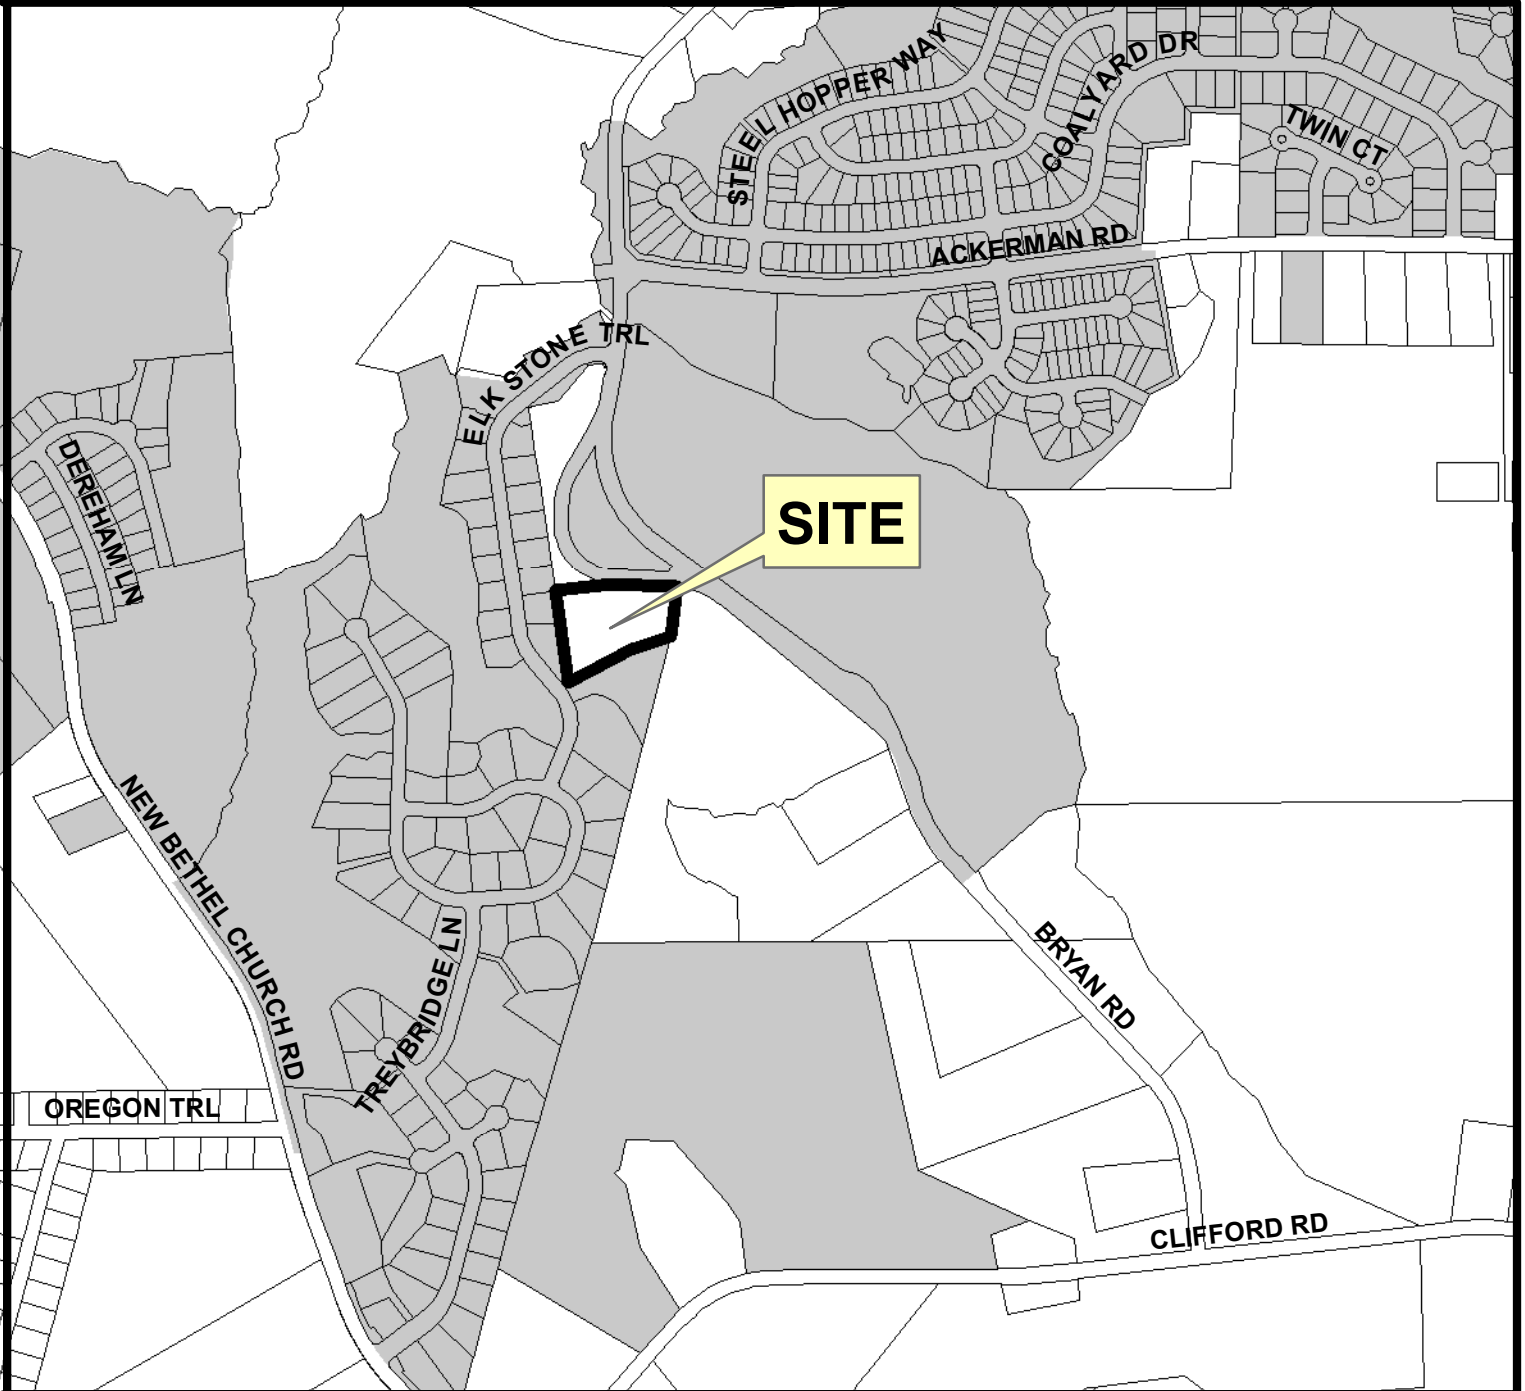 STEEL HOPPER WAY
COALYARD DR
TWIN CT
ACKERMAN RD
ELK STONE TRL
DEREHAM LN
SITE
NEW BETHEL CHURCH RD
TREYBRIDGE LN
BRYAN RD
OREGON TRL
CLIFFORD RD